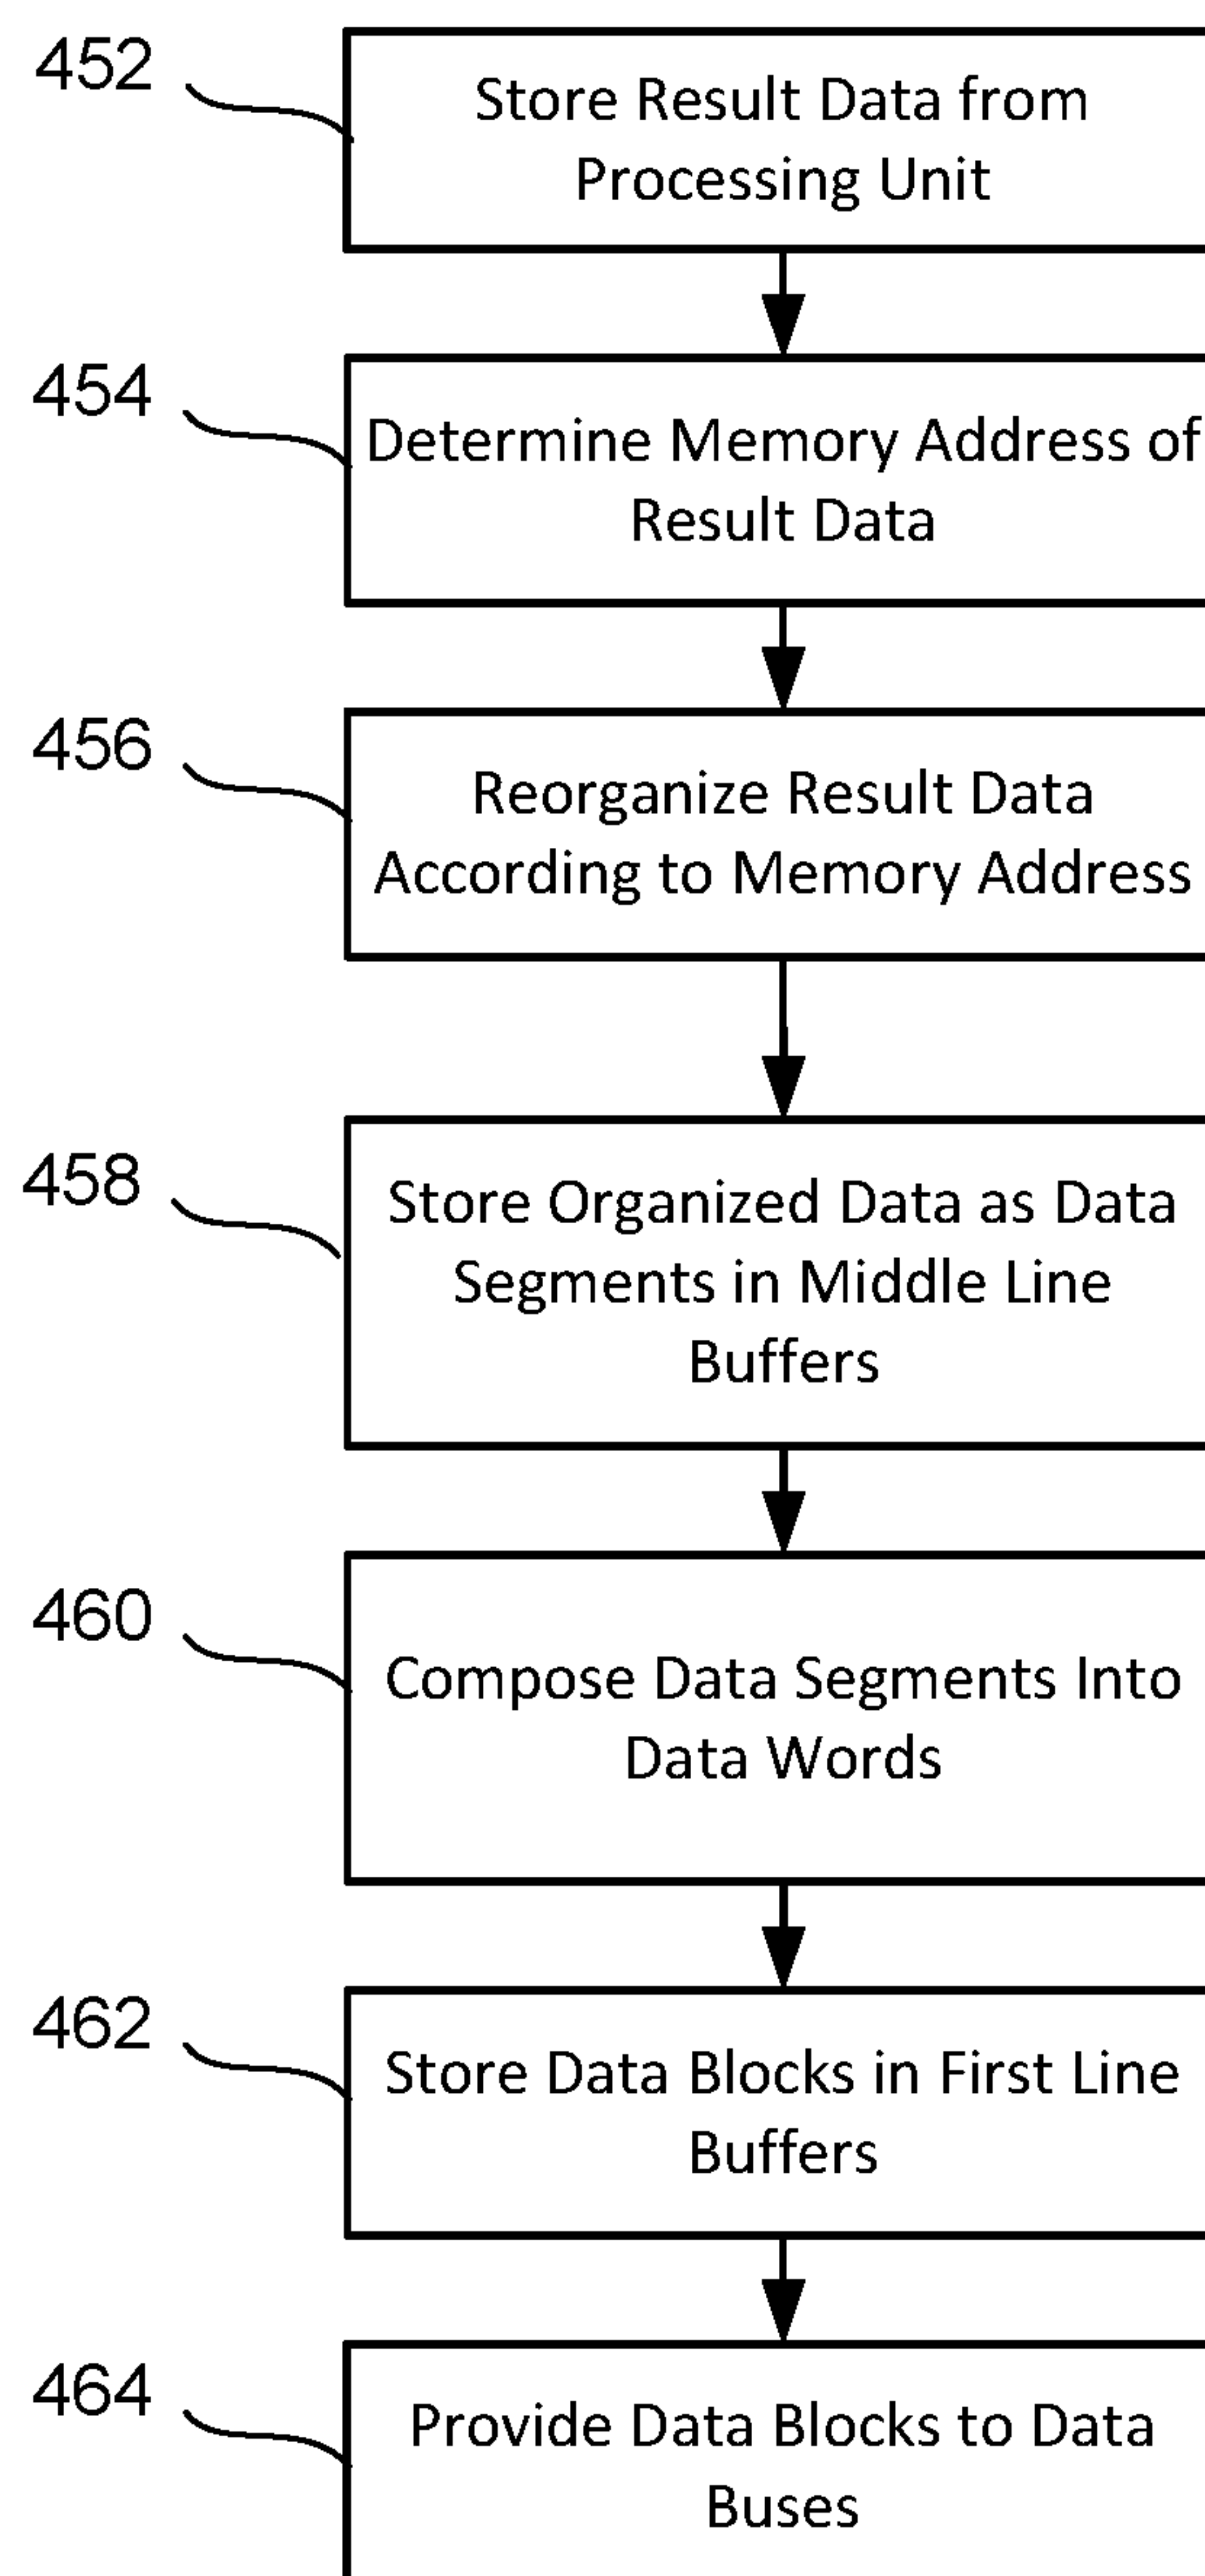 452
Store Result Data from
Processing Unit
454
Determine Memory Address of
Result Data
456
Reorganize Result Data
According to Memory Address
458
Store Organized Data as Data
Segments in Middle Line
Buffers
460
Compose Data Segments Into
Data Words
462
Store Data Blocks in First Line
Buffers
464
Provide Data Blocks to Data
Buses